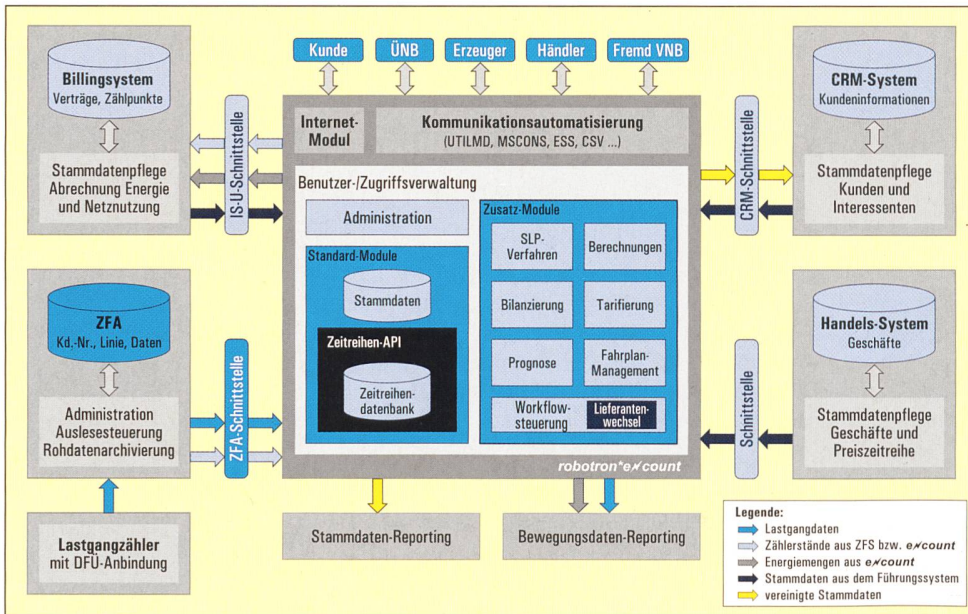 Kunde
ÜNB
Erzeuger
Händler
Fremd VNB
Billingsystem
Verträge, Zählpunkte
Stammdatenpflege
Abrechnung Energie
und Netznutzung
IS-U-Schnittstelle
Internet-
Modul
Kommunikationsautomatisierung
(UTILMD, MSCONS, ESS, CSV ...)
CRM-Schnittstelle
CRM-System
Kundeninformationen
Stammdatenpflege
Kunden und
Interessenten
Benutzer-/Zugriffsverwaltung
Administration
Standard-Module
Stammdaten
Zeitreihen-API
Zeitreihen-
datenbank
Zusatz-Module
SLP-
Verfahren
Berechnungen
Bilanzierung
Tarifierung
Prognose
Fahrplan-
Management
Workflow-
steuerung
Lieferanten-
wechsel
robotron*e count
ZFA
Kd.-Nr., Linie, Daten
Administration
Auslesesteuerung
Rohdatenarchivierung
ZFA-Schnittstelle
Lastgangzähler
mit DFÜ-Anbindung
Schnittstelle
Handels-System
Geschäfte
Stammdatenpflege
Geschäfte und
Preiszeitreihe
Stammdaten-Reporting
Bewegungsdaten-Reporting
Legende:
Lastgangdaten
Zählerstände aus ZFS bzw. e count
Energiemengen aus e count
Stammdaten aus dem Führungssystem
vereinigte Stammdaten